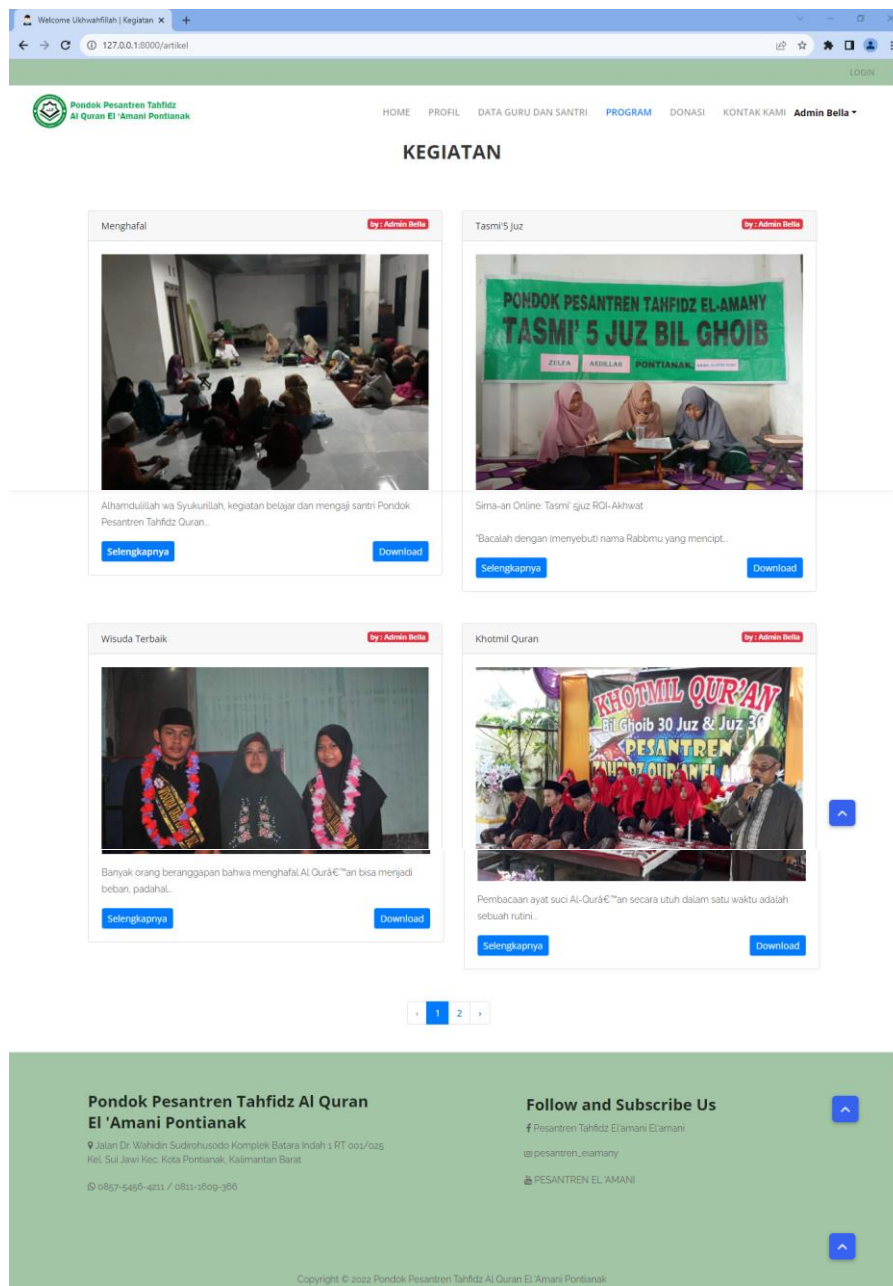 Welcome Ukhwahfillah | Kegiatan
127.0.0.1:8000/artikel
LOGIN
Pondok Pesantren Tahfidz
Al Quran El 'Amani Pontianak
HOME PROFIL DATA GURU DAN SANTRI PROGRAM DONASI KONTAK KAMI Admin Bella
KEGIATAN
Menghafal
by : Admin Bella
Alhamdulillah wa Syukurillah, kegiatan belajar dan mengaji santri Pondok
Pesantren Tahfidz Quran...
Selengkapnya
Download
Tasmi'5 Juz
by : Admin Bella
PONDOK PESANTREN TAHFIDZ EL-AMANY
TASMI' 5 JUZ BIL GHOIB
ZULFA ARDILLAH PONTIANAK,
Sima-an Online: Tasmi' 5juz RQI-Akhwat
"Bacalah dengan (menyebut) nama Rabbmu yang mencipt...
Selengkapnya
Download
Wisuda Terbaik
by : Admin Bella
Banyak orang beranggapan bahwa menghafal Al Qurâ€™an bisa menjadi
beban, padahal...
Selengkapnya
Download
Khotmil Quran
by : Admin Bella
KHOTMIL QUR'AN
Bil Ghoib 30 Juz & Juz 30
PESANTREN
TAHFIDZ QUR'AN EL
Pembacaan ayat suci Al-Qurâ€™an secara utuh dalam satu waktu adalah
sebuah rutini...
Selengkapnya
Download
‹ 1 2 ›
Pondok Pesantren Tahfidz Al Quran
El 'Amani Pontianak
Jalan Dr. Wahidin Sudirohusodo Komplek Batara Indah 1 RT 001/025
Kel. Sui Jawi Kec. Kota Pontianak, Kalimantan Barat
0857-5456-4211 / 0811-1609-366
Follow and Subscribe Us
Pesantren Tahfidz El'amani El'amani
pesantren_elamany
PESANTREN EL 'AMANI
Copyright © 2022 Pondok Pesantren Tahfidz Al Quran El 'Amani Pontianak